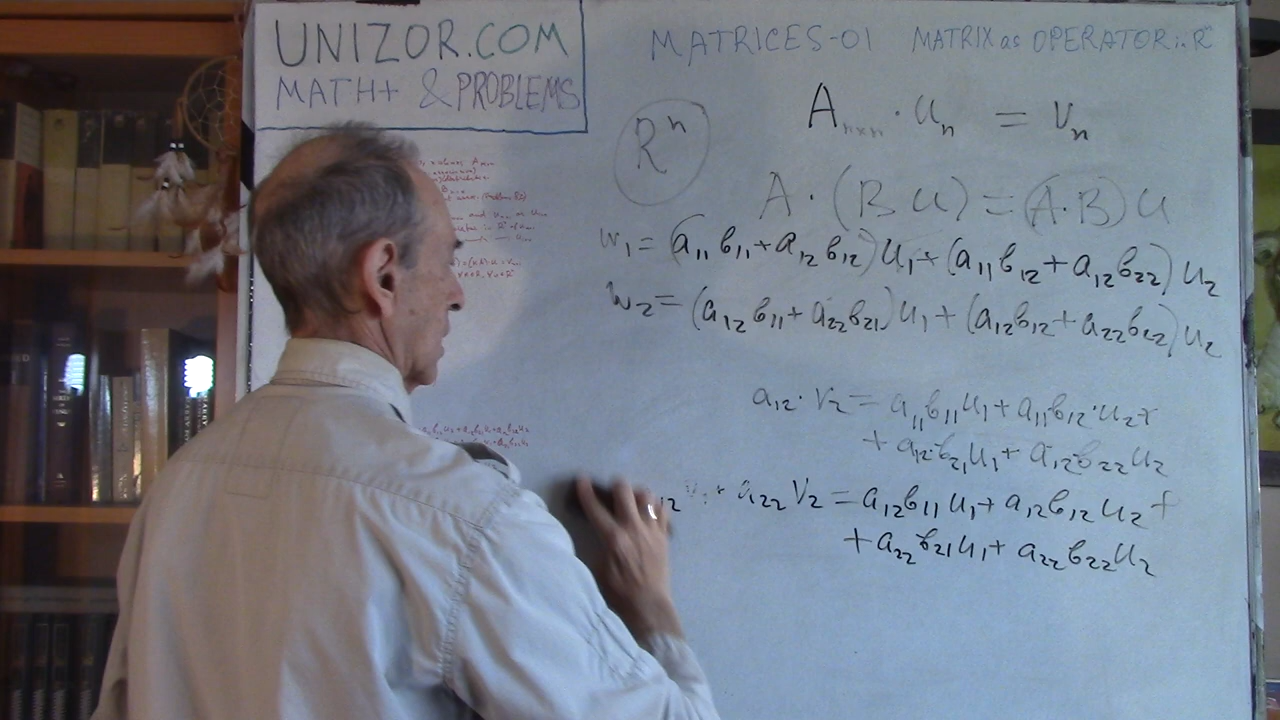 UNIZOR.COM
MATH+ & PROBLEMS
MATRICES-01 MATRIX as OPERATOR in Rⁿ
Rⁿ
Aₙₓₙ · uₙ = vₙ
A · (B u) = (A·B) u
w₁ = (a₁₁ b₁₁ + a₁₂ b₁₂) u₁ + (a₁₁ b₁₂ + a₁₂ b₂₂) u₂
w₂ = (a₁₂ b₁₁ + a₂₂ b₂₁) u₁ + (a₁₂ b₁₂ + a₂₂ b₂₂) u₂
a₁₂ · v₂ = a₁₁ b₁₁ u₁ + a₁₁ b₁₂ · u₂ +
+ a₁₂ · b₂₁ u₁ + a₁₂ b₂₂ u₂
₁₂ v₁ + a₂₂ v₂ = a₁₂ b₁₁ u₁ + a₁₂ b₁₂ u₂ +
+ a₂₂ b₂₁ u₁ + a₂₂ b₂₂ u₂